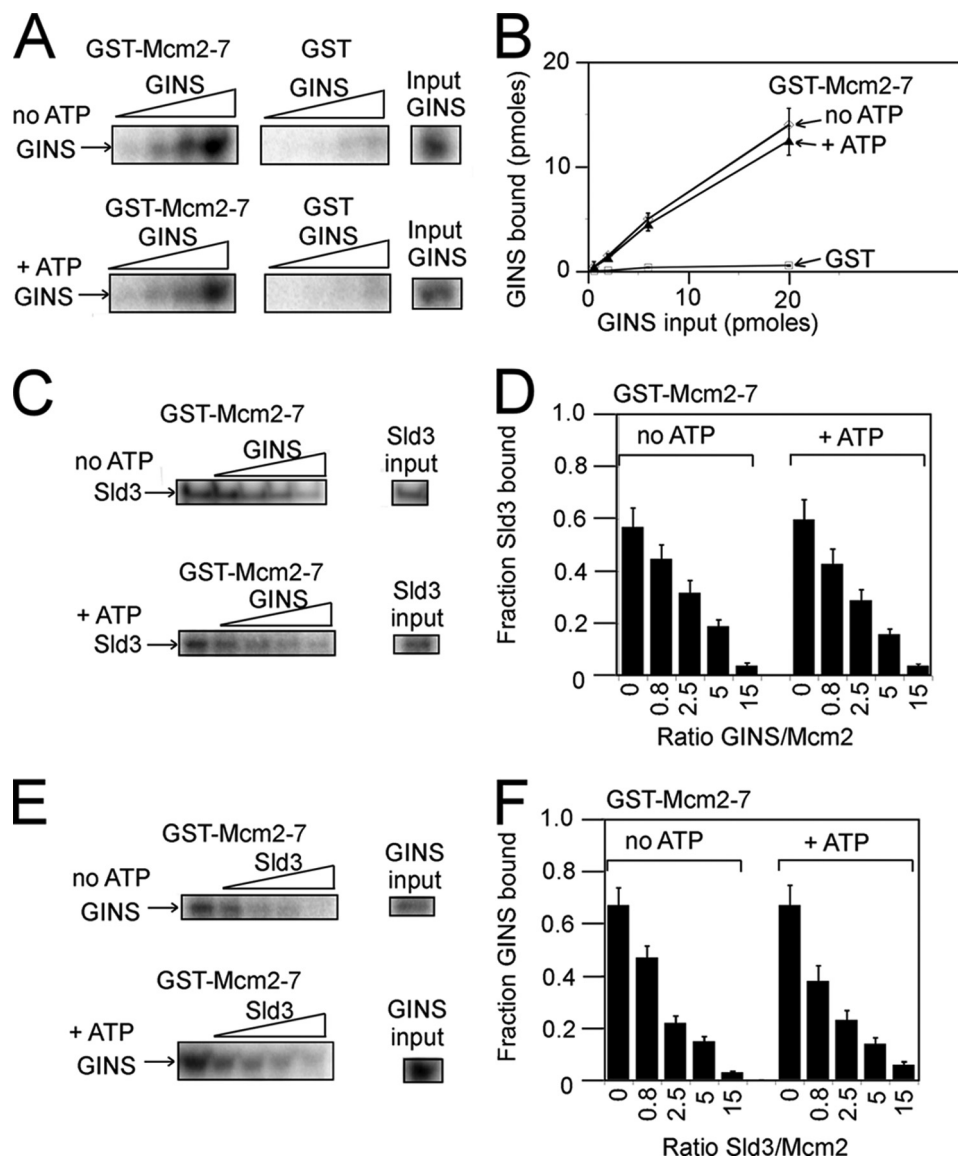 A
GST-Mcm2-7 GST
GINS GINS Input GINS
no ATP
GINS
GST-Mcm2-7 GST
GINS GINS Input GINS
+ ATP
GINS
B
20
10
0
GINS bound (pmoles)
GST-Mcm2-7
no ATP
+ ATP
GST
0 10 20
GINS input (pmoles)
C
GST-Mcm2-7
GINS
Sld3 input
no ATP
Sld3
GST-Mcm2-7
GINS
Sld3 input
+ ATP
Sld3
D
GST-Mcm2-7
1.0
0.8
0.6
0.4
0.2
0
Fraction Sld3 bound
no ATP + ATP
0 0.8 2.5 5 15 0 0.8 2.5 5 15
Ratio GINS/Mcm2
E
GST-Mcm2-7
Sld3
GINS input
no ATP
GINS
GST-Mcm2-7
Sld3
GINS input
+ ATP
GINS
F
GST-Mcm2-7
1.0
0.8
0.6
0.4
0.2
0
Fraction GINS bound
no ATP + ATP
0 0.8 2.5 5 15 0 0.8 2.5 5 15
Ratio Sld3/Mcm2